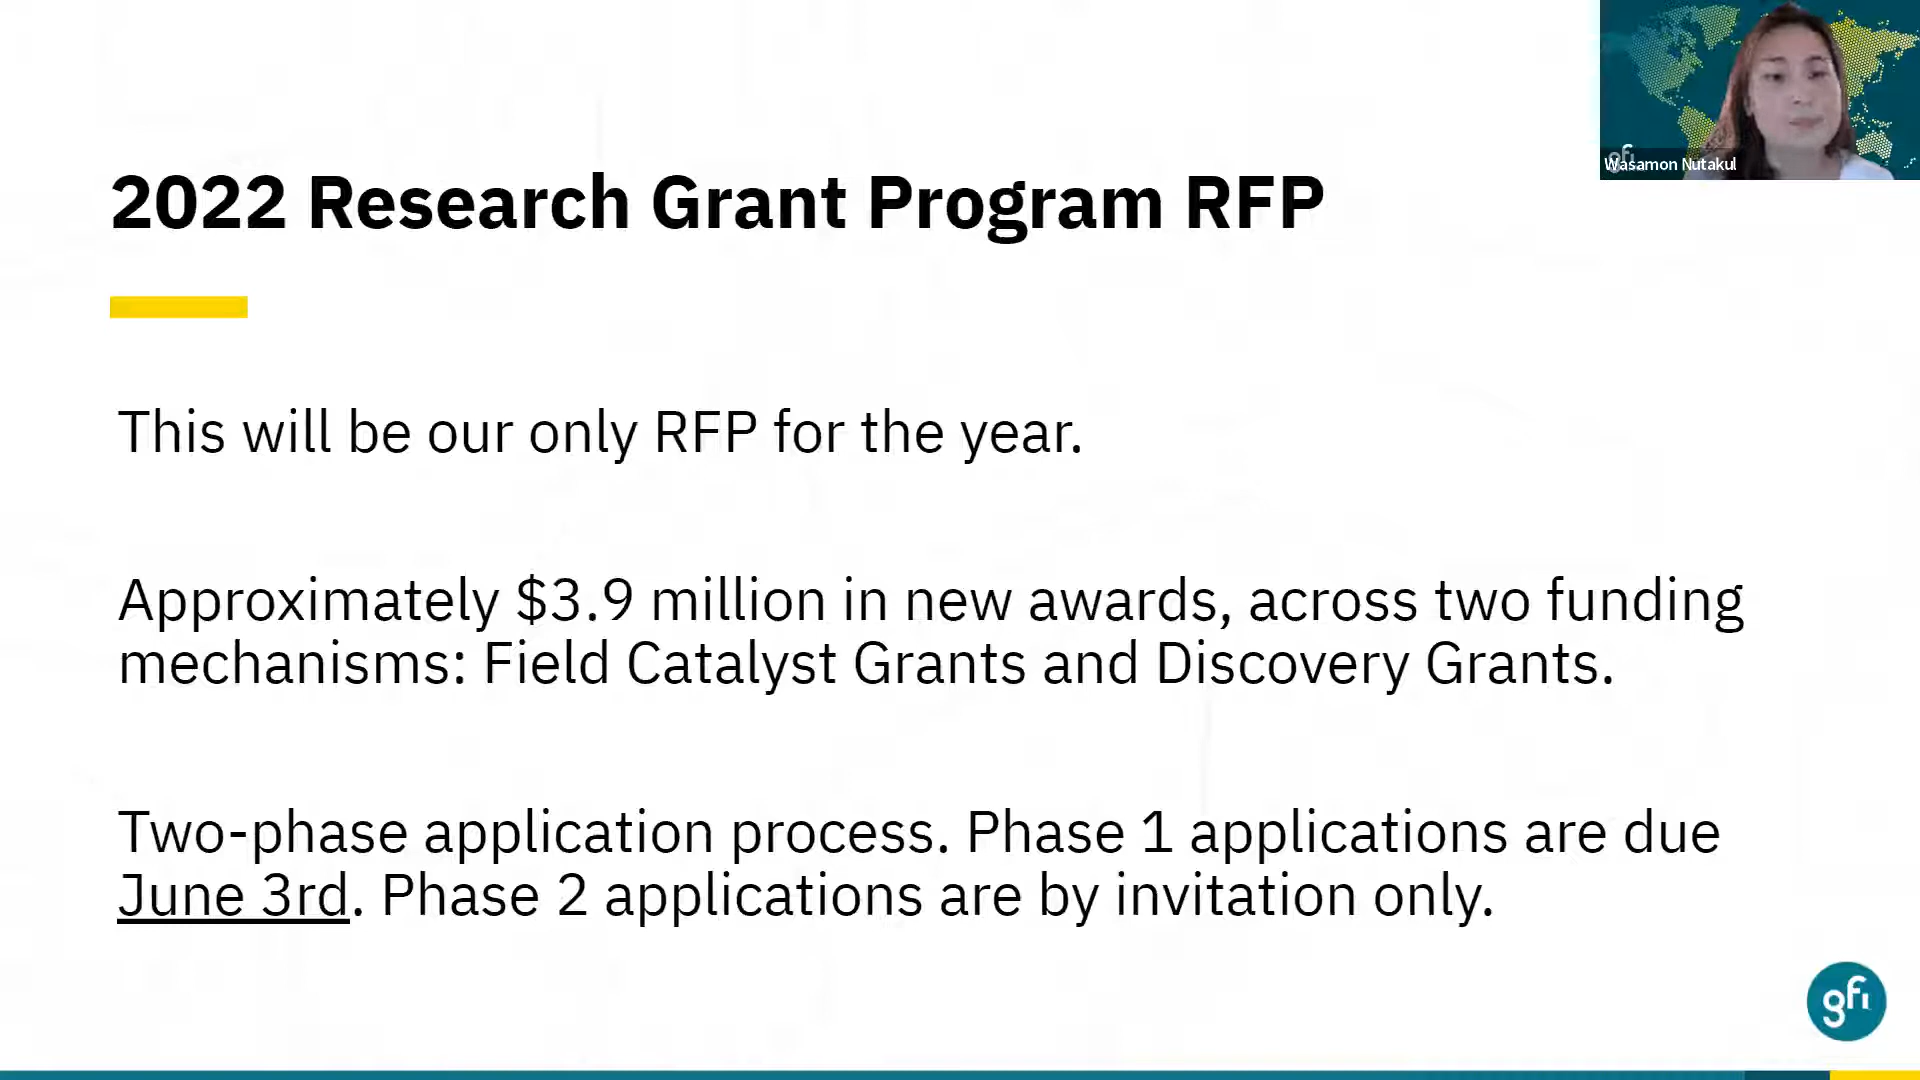 2022 Research Grant Program RFP
gfi
Wasamon Nutakul
This will be our only RFP for the year.
Approximately $3.9 million in new awards, across two funding
mechanisms: Field Catalyst Grants and Discovery Grants.
Two-phase application process. Phase 1 applications are due
June 3rd. Phase 2 applications are by invitation only.
gfi